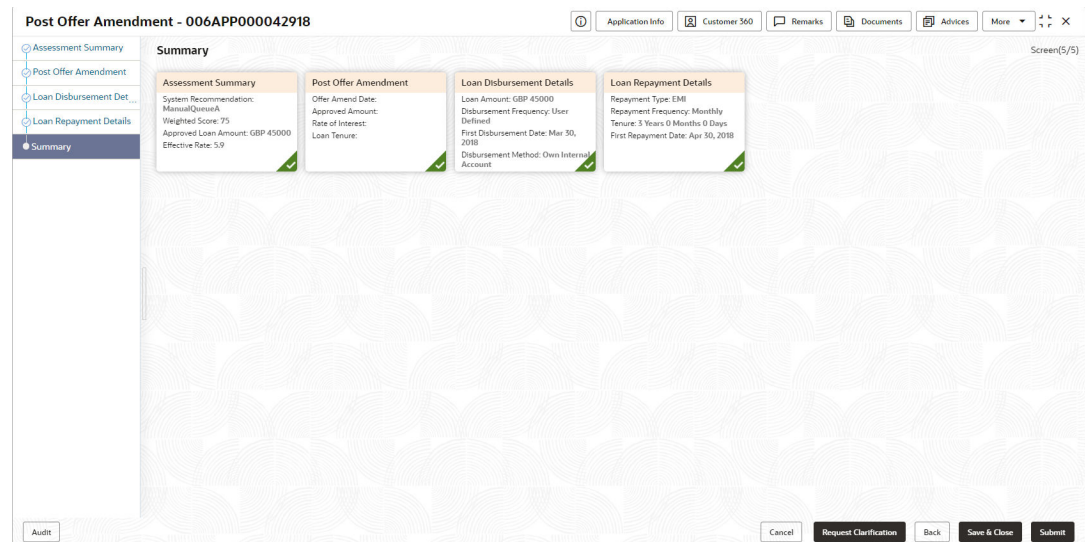 Post Offer Amendment - 006APP000042918
Application Info
Customer 360
Remarks
Documents
Advices
More
Assessment Summary
Post Offer Amendment
Loan Disbursement Det...
Loan Repayment Details
Summary
Summary
Screen(5/5)
Assessment Summary
System Recommendation:
ManualQueueA
Weighted Score: 75
Approved Loan Amount: GBP 45000
Effective Rate: 5.9
Post Offer Amendment
Offer Amend Date:
Approved Amount:
Rate of Interest:
Loan Tenure:
Loan Disbursement Details
Loan Amount: GBP 45000
Disbursement Frequency: User
Defined
First Disbursement Date: Mar 30,
2018
Disbursement Method: Own Internal
Account
Loan Repayment Details
Repayment Type: EMI
Repayment Frequency: Monthly
Tenure: 3 Years 0 Months 0 Days
First Repayment Date: Apr 30, 2018
Audit
Cancel
Request Clarification
Back
Save & Close
Submit